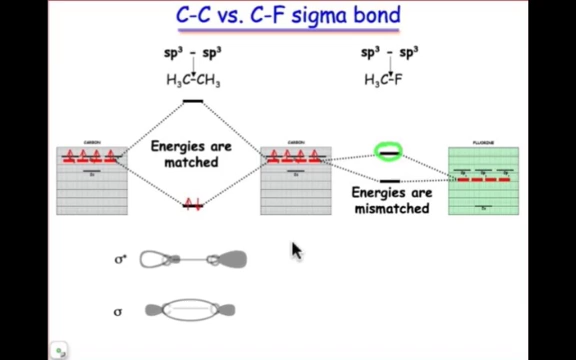 C-C vs. C-F sigma bond
sp³ - sp³
sp³ - sp³
H₃C-CH₃
H₃C-F
CARBON
CARBON
FLUORINE
Energies are
matched
Energies are
mismatched
σ*
σ